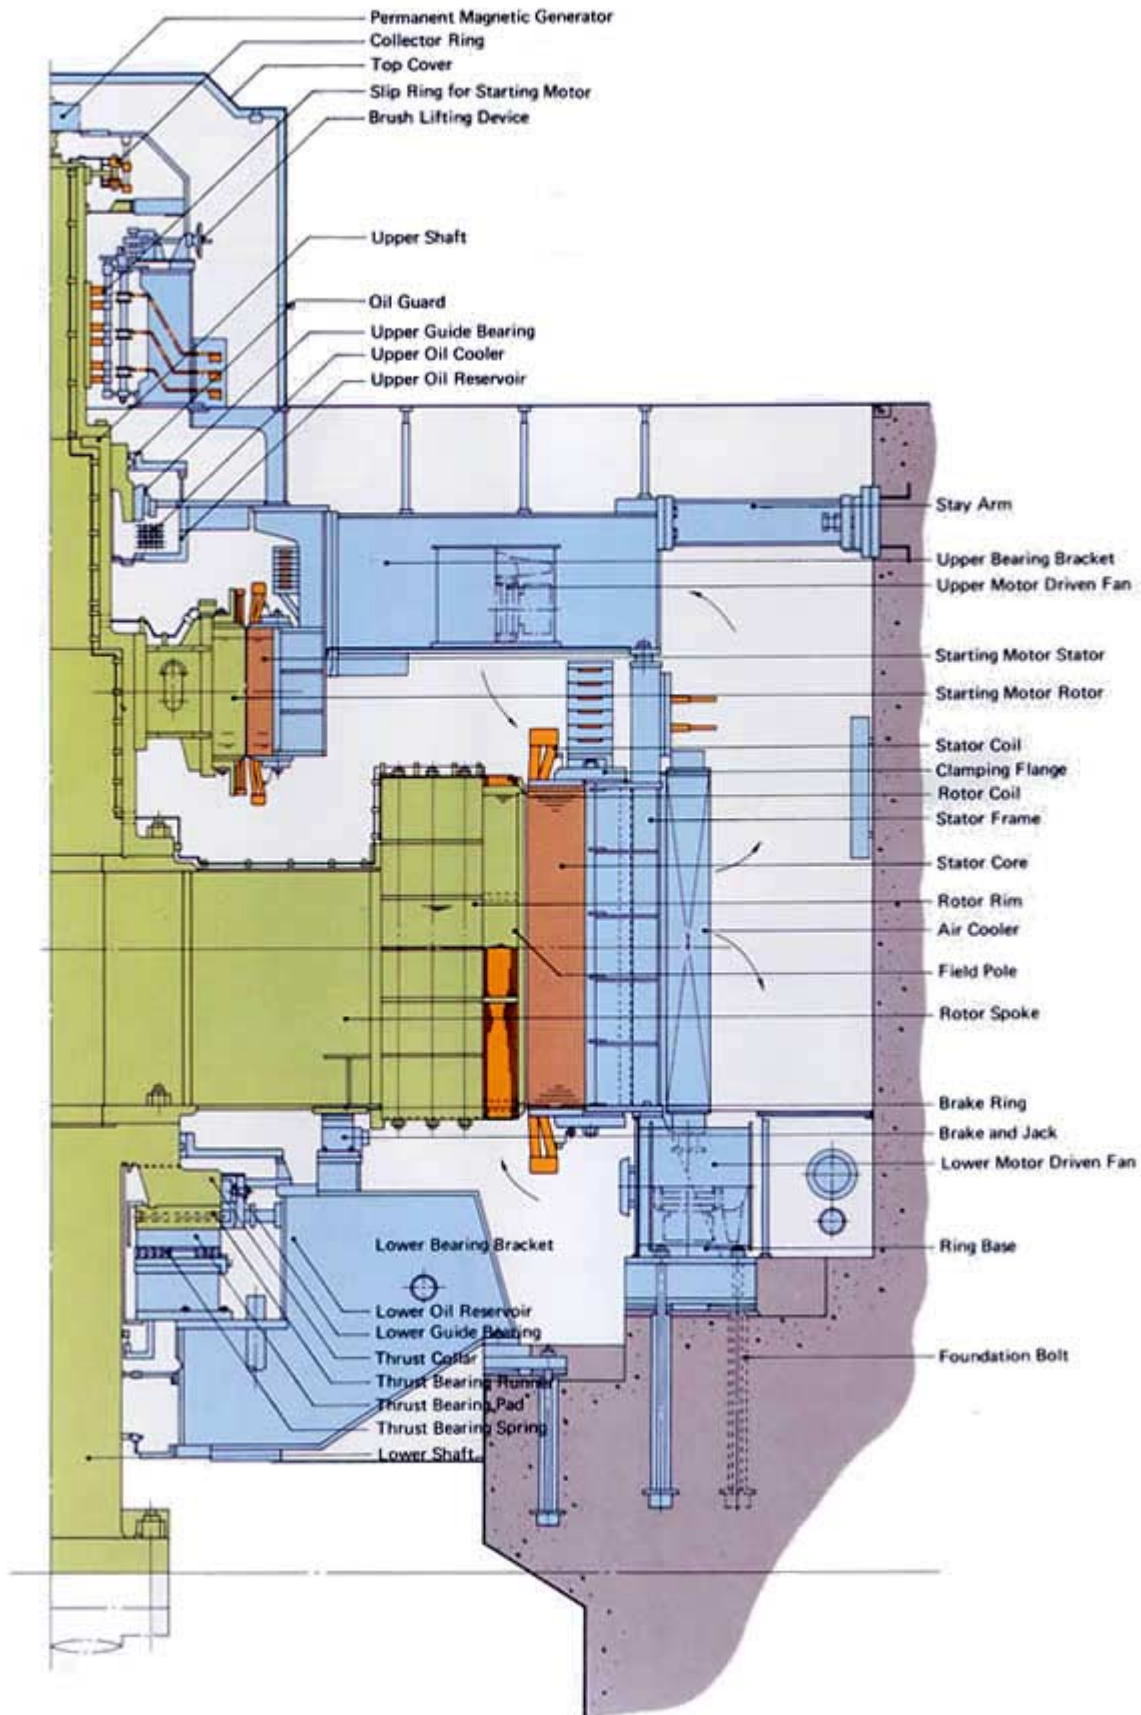 Permanent Magnetic Generator
Collector Ring
Top Cover
Slip Ring for Starting Motor
Brush Lifting Device
Upper Shaft
Oil Guard
Upper Guide Bearing
Upper Oil Cooler
Upper Oil Reservoir
Stay Arm
Upper Bearing Bracket
Upper Motor Driven Fan
Starting Motor Stator
Starting Motor Rotor
Stator Coil
Clamping Flange
Rotor Coil
Stator Frame
Stator Core
Rotor Rim
Air Cooler
Field Pole
Rotor Spoke
Brake Ring
Brake and Jack
Lower Motor Driven Fan
Ring Base
Lower Bearing Bracket
Lower Oil Reservoir
Lower Guide Bearing
Thrust Collar
Thrust Bearing Runner
Thrust Bearing Pad
Thrust Bearing Spring
Lower Shaft
Foundation Bolt